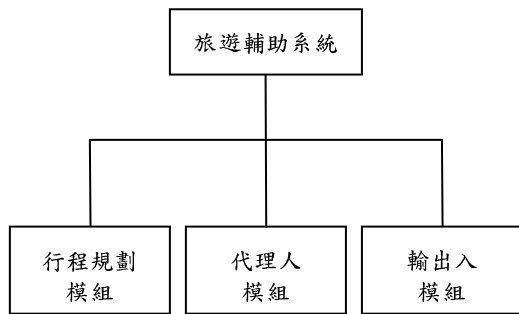 旅遊輔助系統
行程規劃
模組
代理人
模組
輸出入
模組